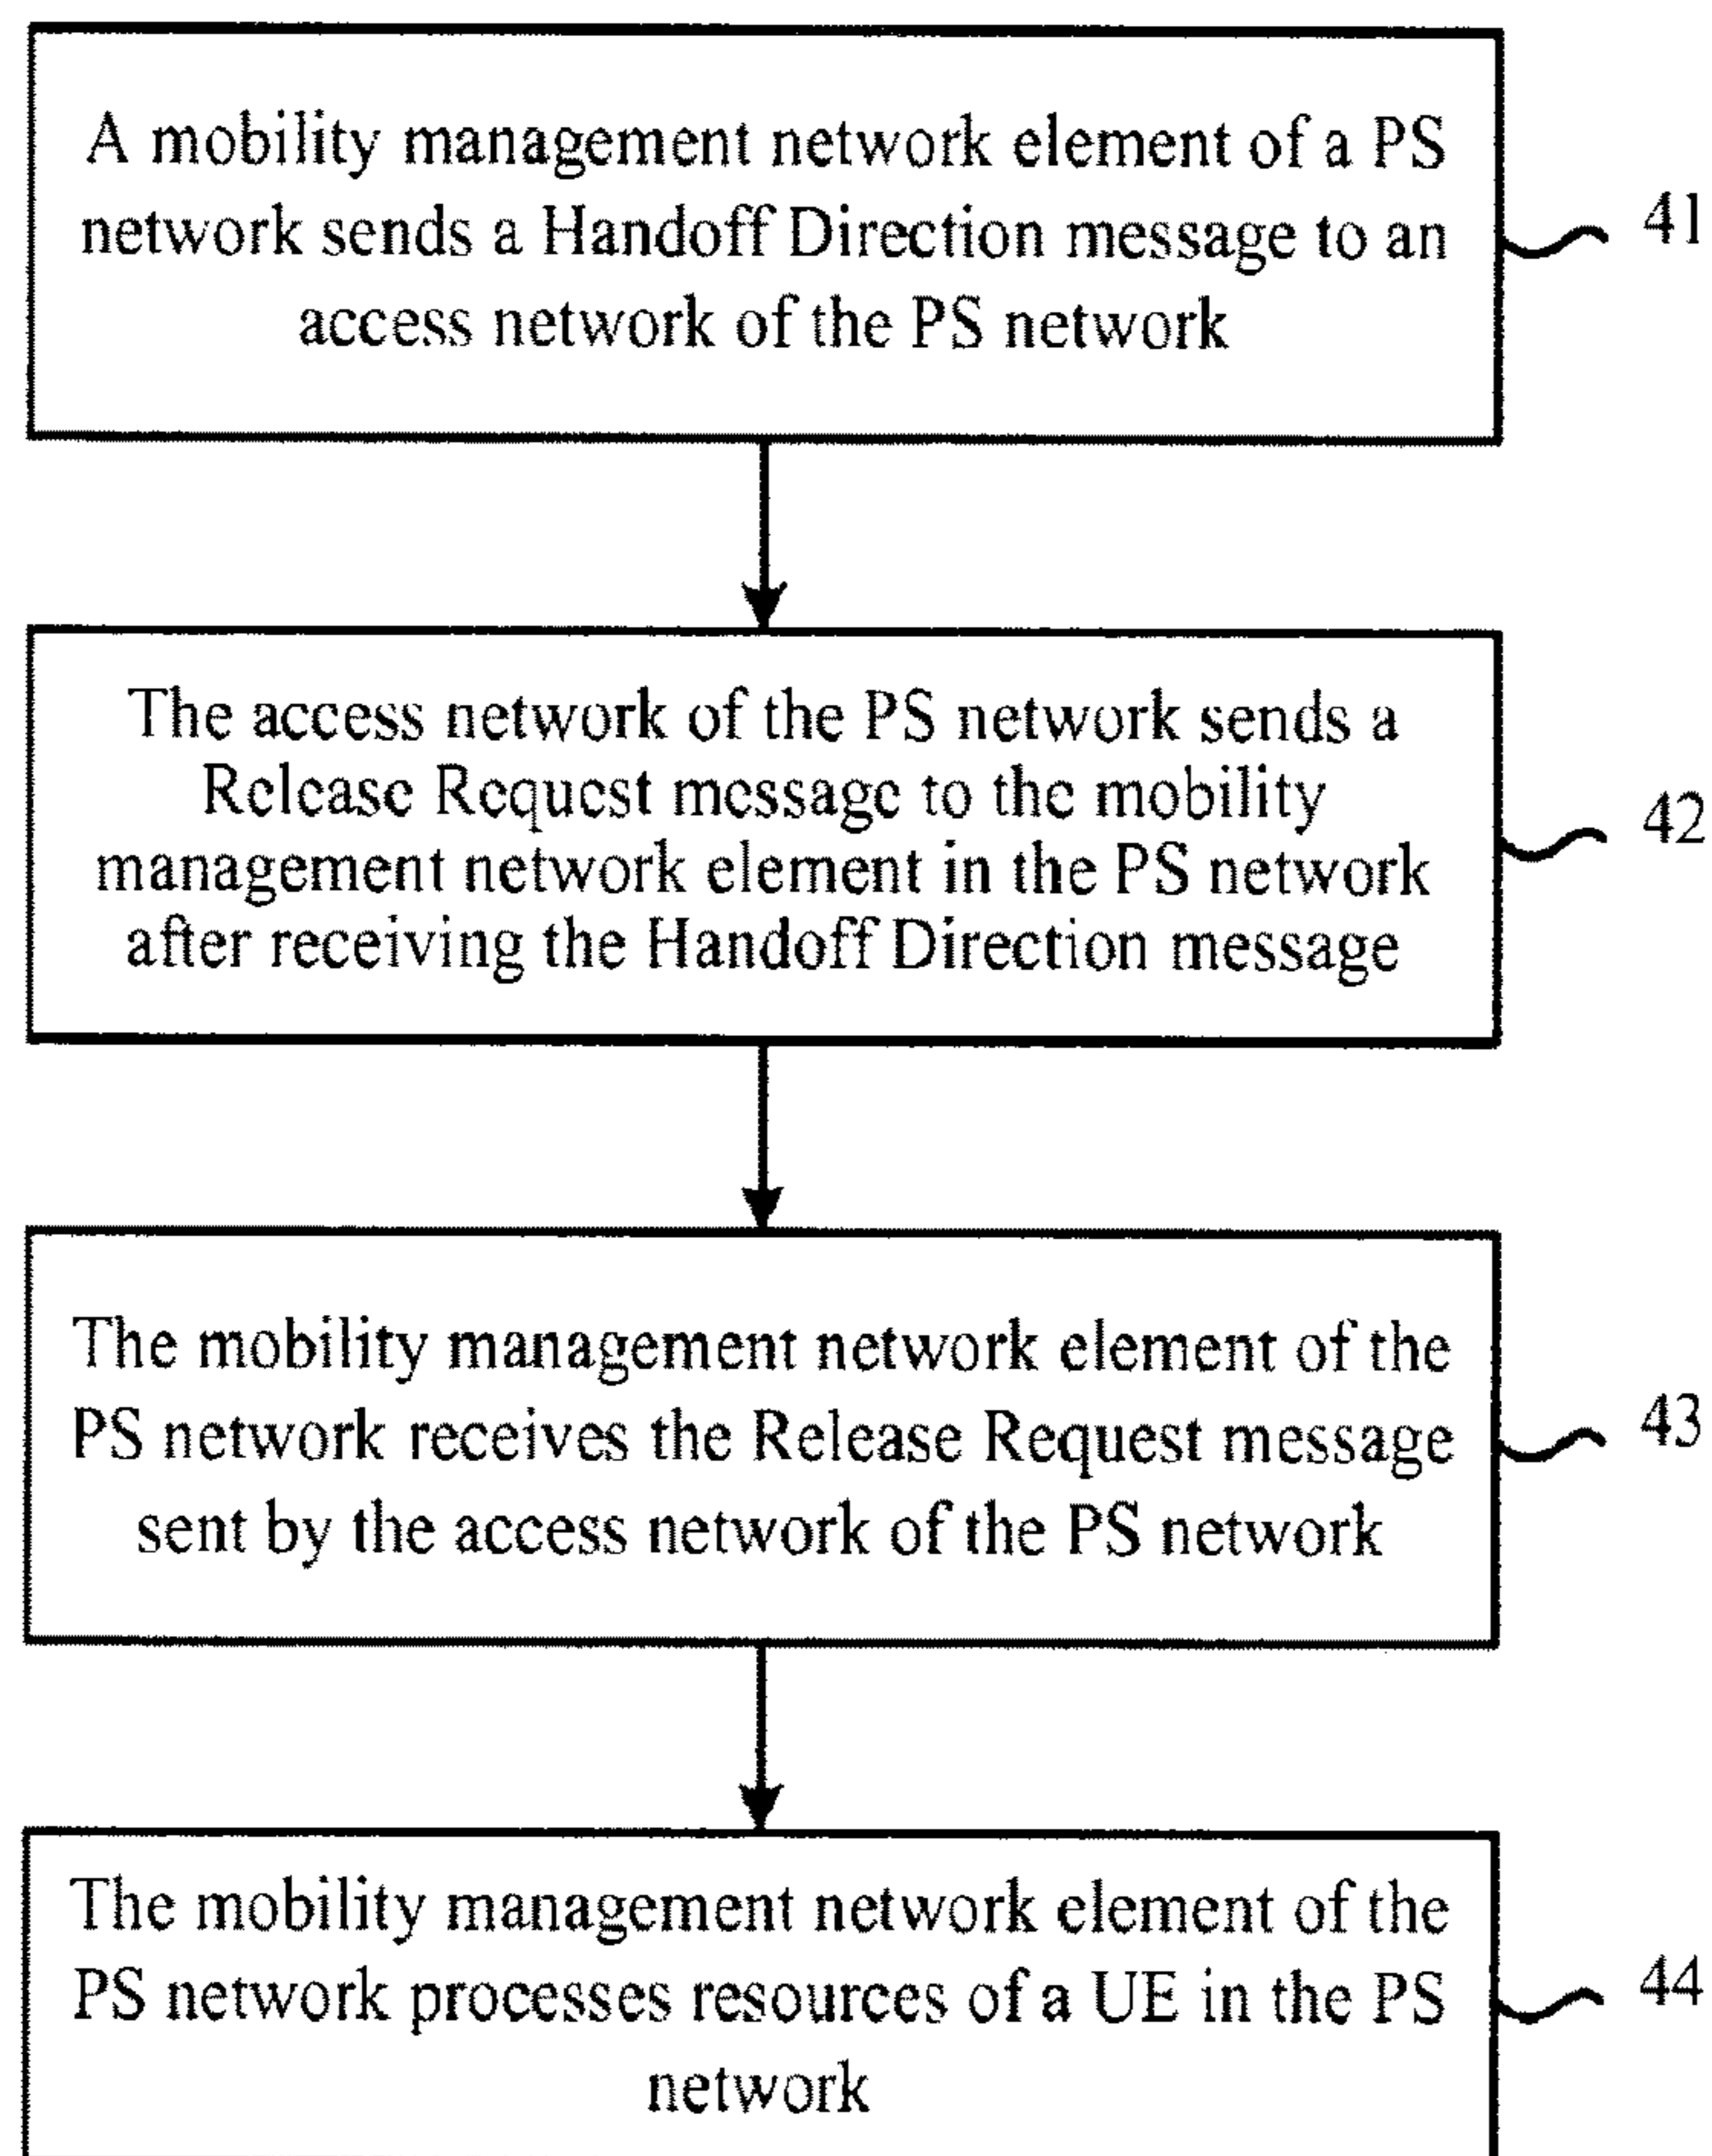 A mobility management network element of a PS
network sends a Handoff Direction message to an
access network of the PS network
41
The access network of the PS network sends a
Release Request message to the mobility
management network element in the PS network
after receiving the Handoff Direction message
42
The mobility management network element of the
PS network receives the Release Request message
sent by the access network of the PS network
43
The mobility management network element of the
PS network processes resources of a UE in the PS
network
44